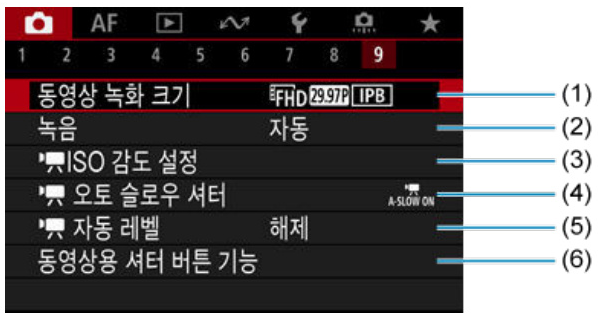 AF
1 2 3 4 5 6 7 8 9
동영상 녹화 크기 EFHD 29.97P IPB (1)
녹음 자동 (2)
ISO 감도 설정 (3)
오토 슬로우 셔터 A-SLOW ON (4)
자동 레벨 해제 (5)
동영상용 셔터 버튼 기능 (6)